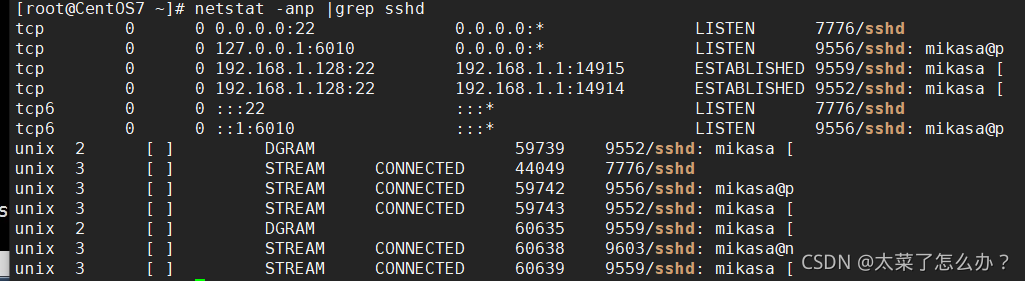 [root@CentOS7 ~]# netstat -anp |grep sshd
tcp 0 0 0.0.0.0:22 0.0.0.0:* LISTEN 7776/sshd
tcp 0 0 127.0.0.1:6010 0.0.0.0:* LISTEN 9556/sshd: mikasa@p
tcp 0 0 192.168.1.128:22 192.168.1.1:14915 ESTABLISHED 9559/sshd: mikasa [
tcp 0 0 192.168.1.128:22 192.168.1.1:14914 ESTABLISHED 9552/sshd: mikasa [
tcp6 0 0 :::22 :::* LISTEN 7776/sshd
tcp6 0 0 ::1:6010 :::* LISTEN 9556/sshd: mikasa@p
unix 2 [ ] DGRAM 59739 9552/sshd: mikasa [
unix 3 [ ] STREAM CONNECTED 44049 7776/sshd
unix 3 [ ] STREAM CONNECTED 59742 9556/sshd: mikasa@p
unix 3 [ ] STREAM CONNECTED 59743 9552/sshd: mikasa [
unix 2 [ ] DGRAM 60635 9559/sshd: mikasa [
unix 3 [ ] STREAM CONNECTED 60638 9603/sshd: mikasa@n
unix 3 [ ] STREAM CONNECTED 60639 9559/sshd: mikasa [
s
CSDN @太菜了怎么办？